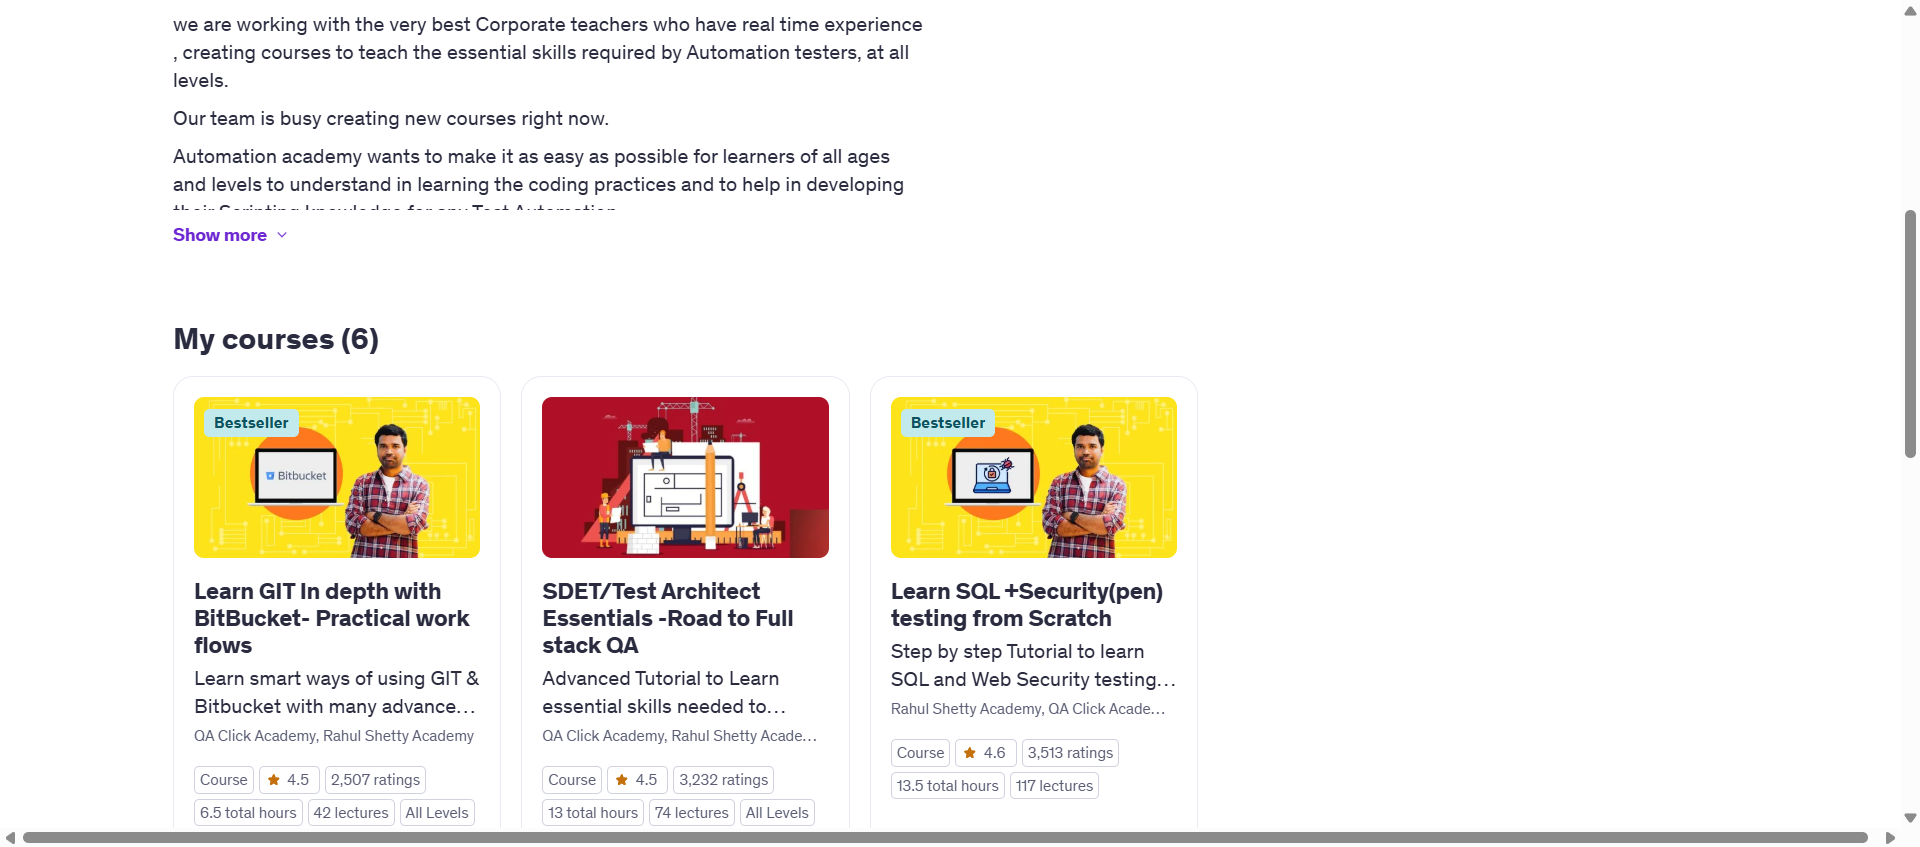 we are working with the very best Corporate teachers who have real time experience
, creating courses to teach the essential skills required by Automation testers, at all
levels.
Our team is busy creating new courses right now.
Automation academy wants to make it as easy as possible for learners of all ages
and levels to understand in learning the coding practices and to help in developing
their Scripting knowledge for any Test Automation
Show more
My courses (6)
Bestseller
Bitbucket
Learn GIT In depth with
BitBucket- Practical work
flows
Learn smart ways of using GIT &
Bitbucket with many advance…
QA Click Academy, Rahul Shetty Academy
Course
4.5
2,507 ratings
6.5 total hours
42 lectures
All Levels
SDET/Test Architect
Essentials -Road to Full
stack QA
Advanced Tutorial to Learn
essential skills needed to…
QA Click Academy, Rahul Shetty Acade…
Course
4.5
3,232 ratings
13 total hours
74 lectures
All Levels
Bestseller
Learn SQL +Security(pen)
testing from Scratch
Step by step Tutorial to learn
SQL and Web Security testing…
Rahul Shetty Academy, QA Click Acade…
Course
4.6
3,513 ratings
13.5 total hours
117 lectures